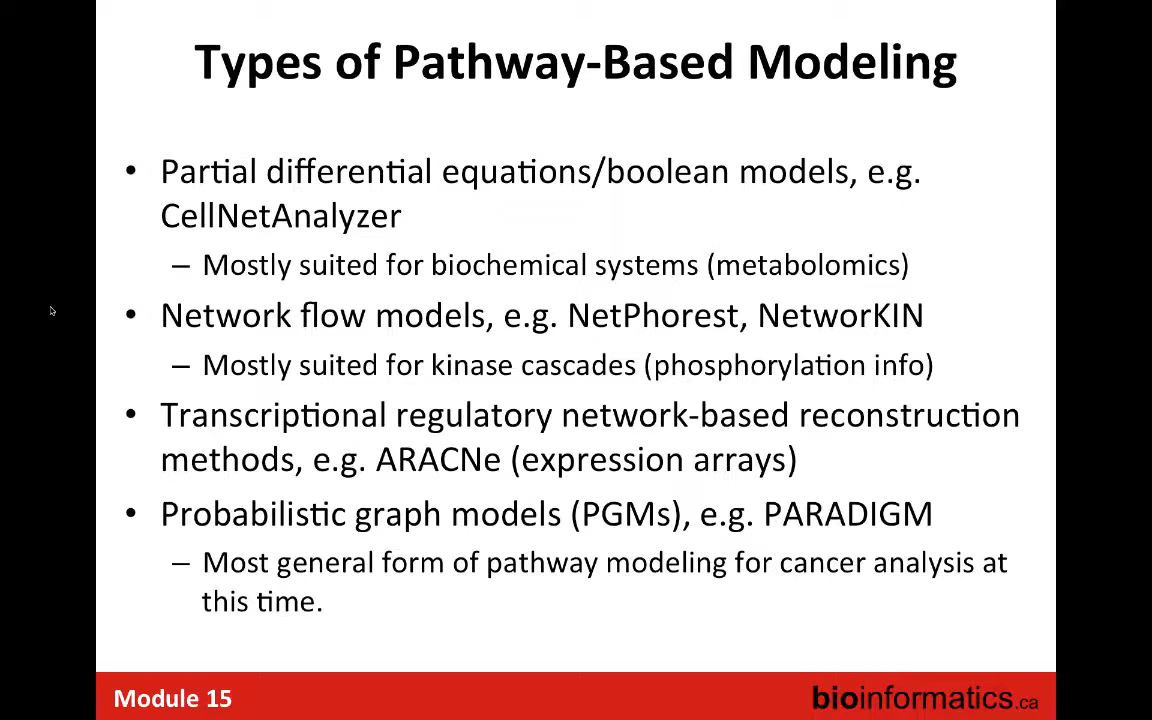 Types of Pathway-Based Modeling
• Partial differential equations/boolean models, e.g.
CellNetAnalyzer
– Mostly suited for biochemical systems (metabolomics)
• Network flow models, e.g. NetPhorest, NetworKIN
– Mostly suited for kinase cascades (phosphorylation info)
• Transcriptional regulatory network-based reconstruction
methods, e.g. ARACNe (expression arrays)
• Probabilistic graph models (PGMs), e.g. PARADIGM
– Most general form of pathway modeling for cancer analysis at
this time.
Module 15
bioinformatics.ca